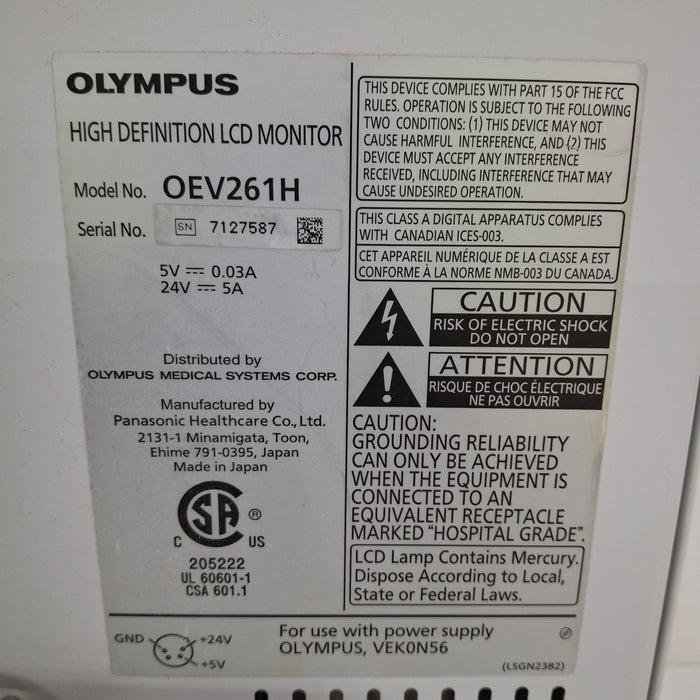 OLYMPUS
HIGH DEFINITION LCD MONITOR
Model No. OEV261H
Serial No. SN 7127587
5V ⎓ 0.03A
24V ⎓ 5A
Distributed by
OLYMPUS MEDICAL SYSTEMS CORP.
Manufactured by
Panasonic Healthcare Co., Ltd.
2131-1 Minamigata, Toon,
Ehime 791-0395, Japan
Made in Japan
CSA ®
C US
205222
UL 60601-1
CSA 601.1
THIS DEVICE COMPLIES WITH PART 15 OF THE FCC
RULES. OPERATION IS SUBJECT TO THE FOLLOWING
TWO CONDITIONS: (1) THIS DEVICE MAY NOT
CAUSE HARMFUL INTERFERENCE, AND (2) THIS
DEVICE MUST ACCEPT ANY INTERFERENCE
RECEIVED, INCLUDING INTERFERENCE THAT MAY
CAUSE UNDESIRED OPERATION.
THIS CLASS A DIGITAL APPARATUS COMPLIES
WITH CANADIAN ICES-003.
CET APPAREIL NUMÉRIQUE DE LA CLASSE A EST
CONFORME À LA NORME NMB-003 DU CANADA.
CAUTION
RISK OF ELECTRIC SHOCK
DO NOT OPEN
ATTENTION
RISQUE DE CHOC ÉLECTRIQUE
NE PAS OUVRIR
CAUTION:
GROUNDING RELIABILITY
CAN ONLY BE ACHIEVED
WHEN THE EQUIPMENT IS
CONNECTED TO AN
EQUIVALENT RECEPTACLE
MARKED "HOSPITAL GRADE".
LCD Lamp Contains Mercury.
Dispose According to Local,
State or Federal Laws.
GND +24V
+5V
For use with power supply
OLYMPUS, VEK0N56
(LSGN2382)